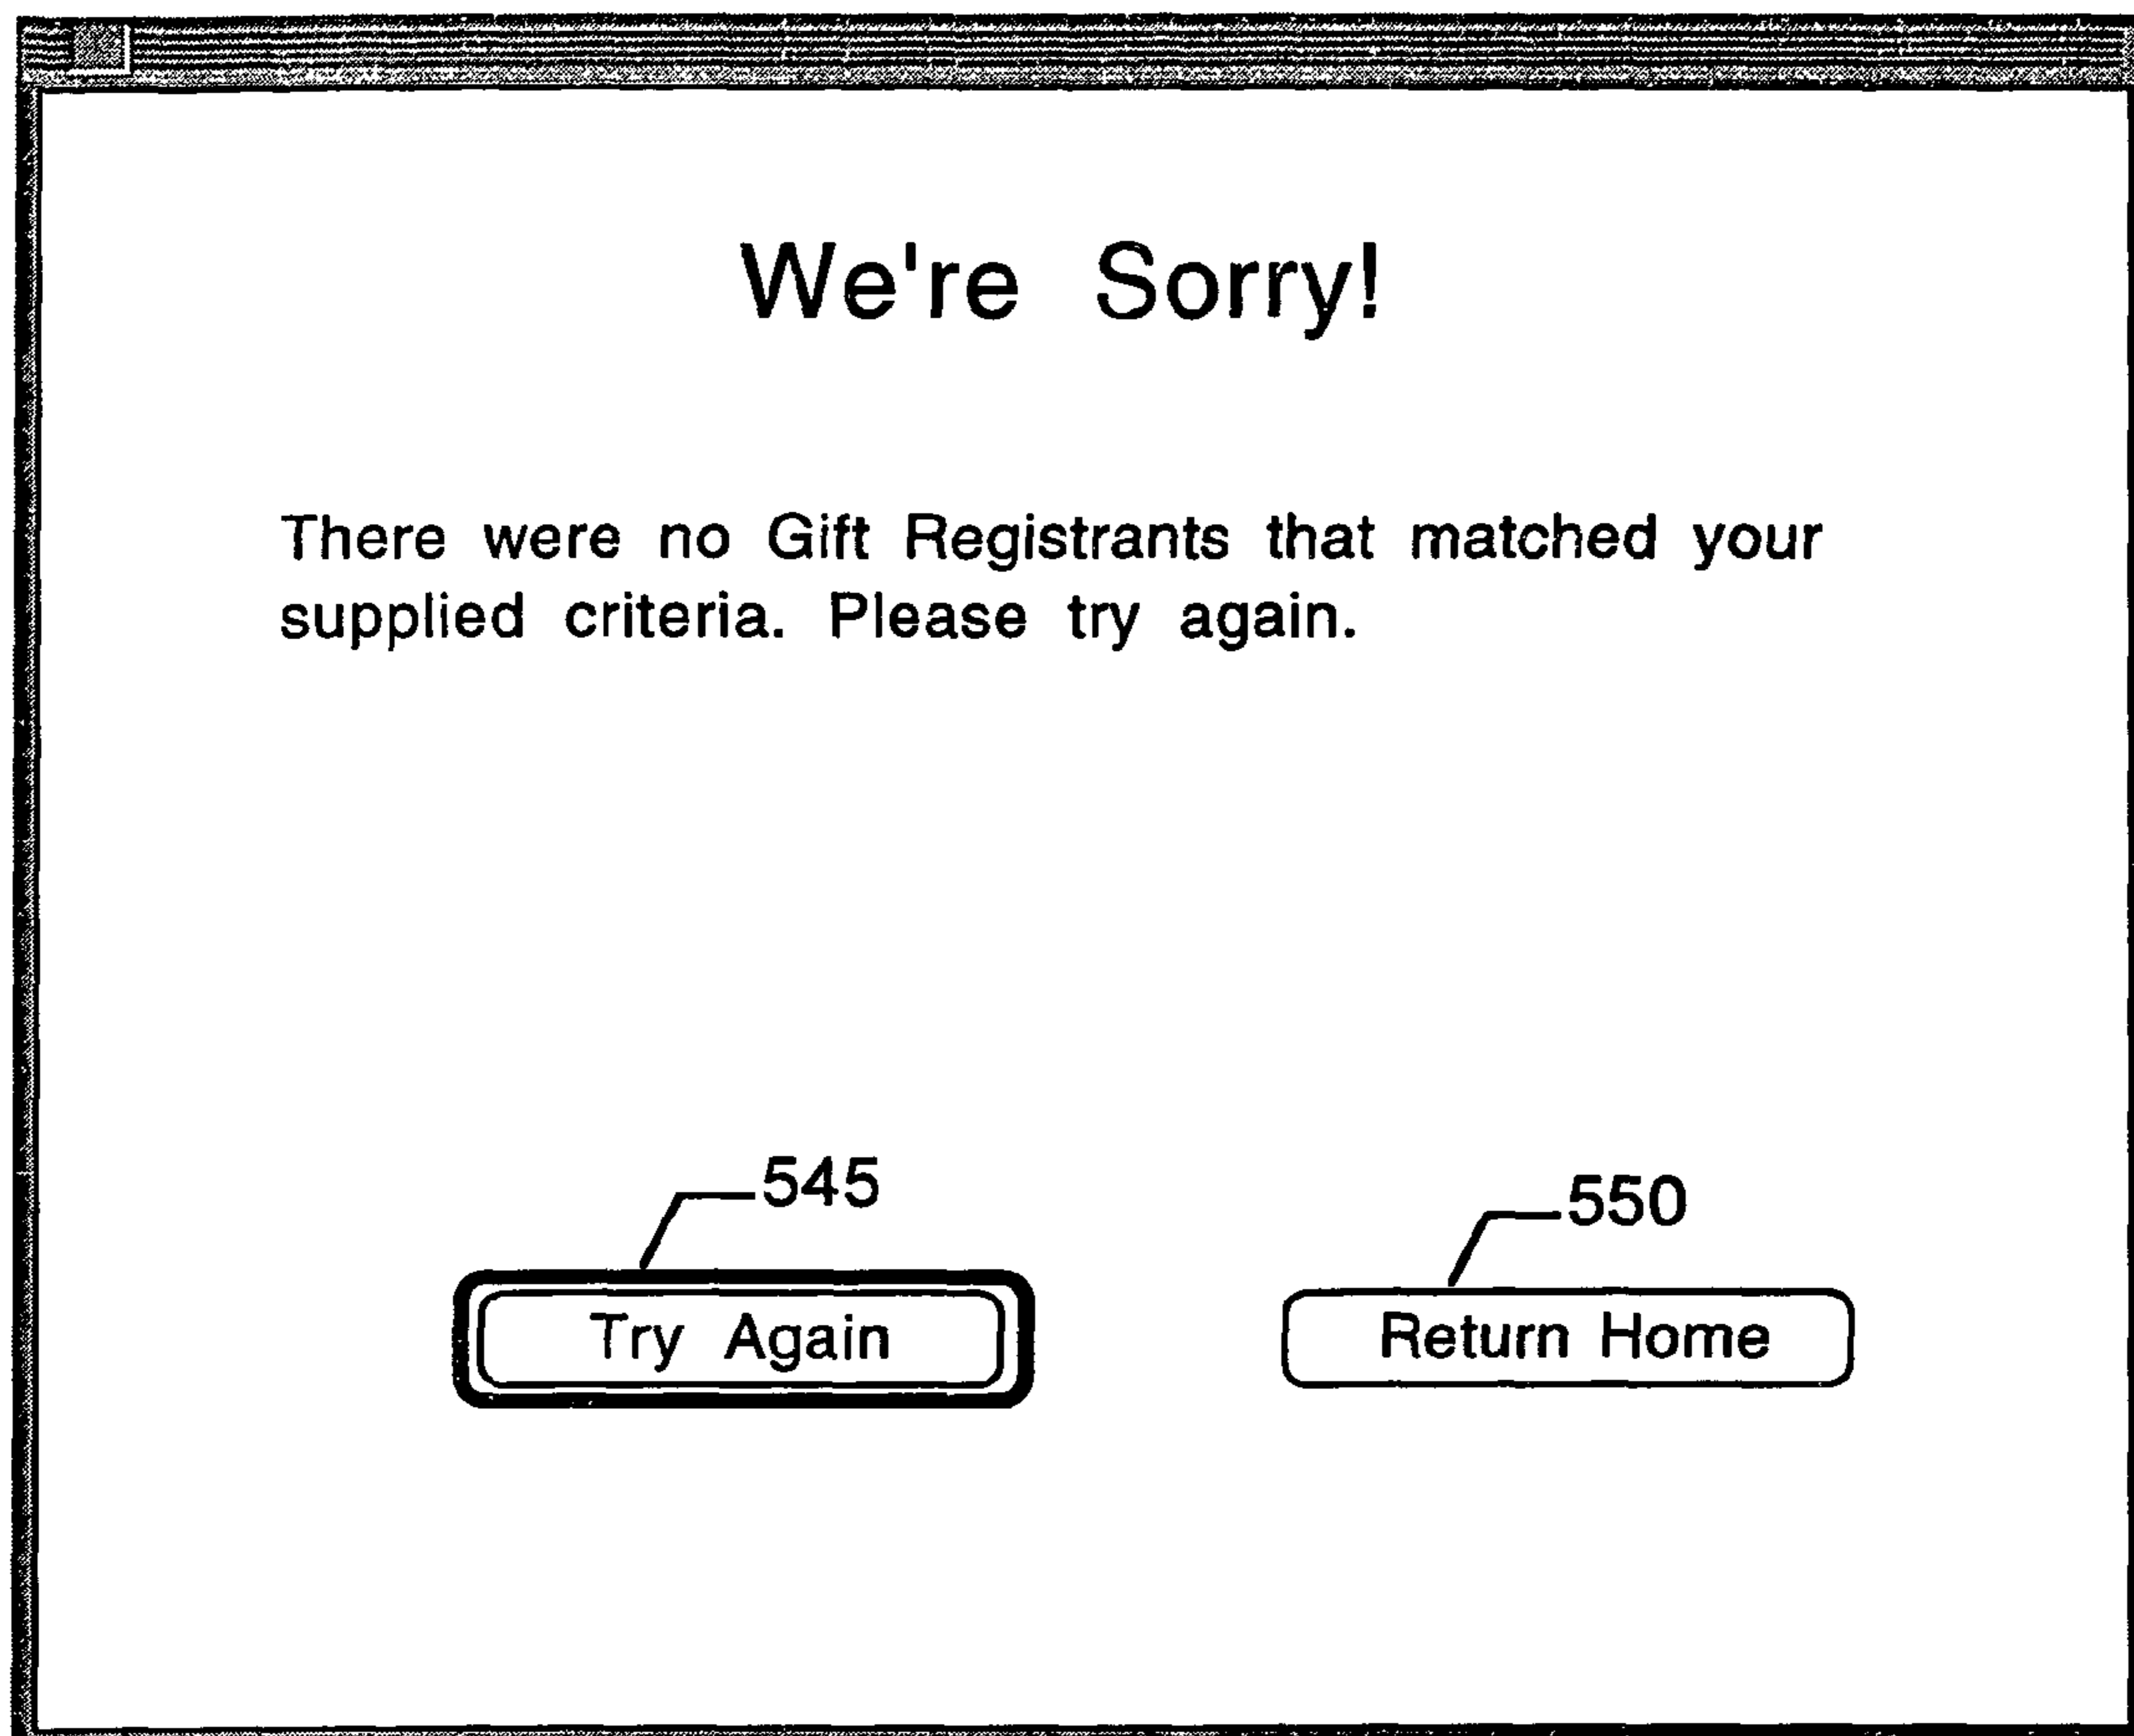 We're Sorry!
There were no Gift Registrants that matched your
supplied criteria. Please try again.
545
550
Try Again
Return Home